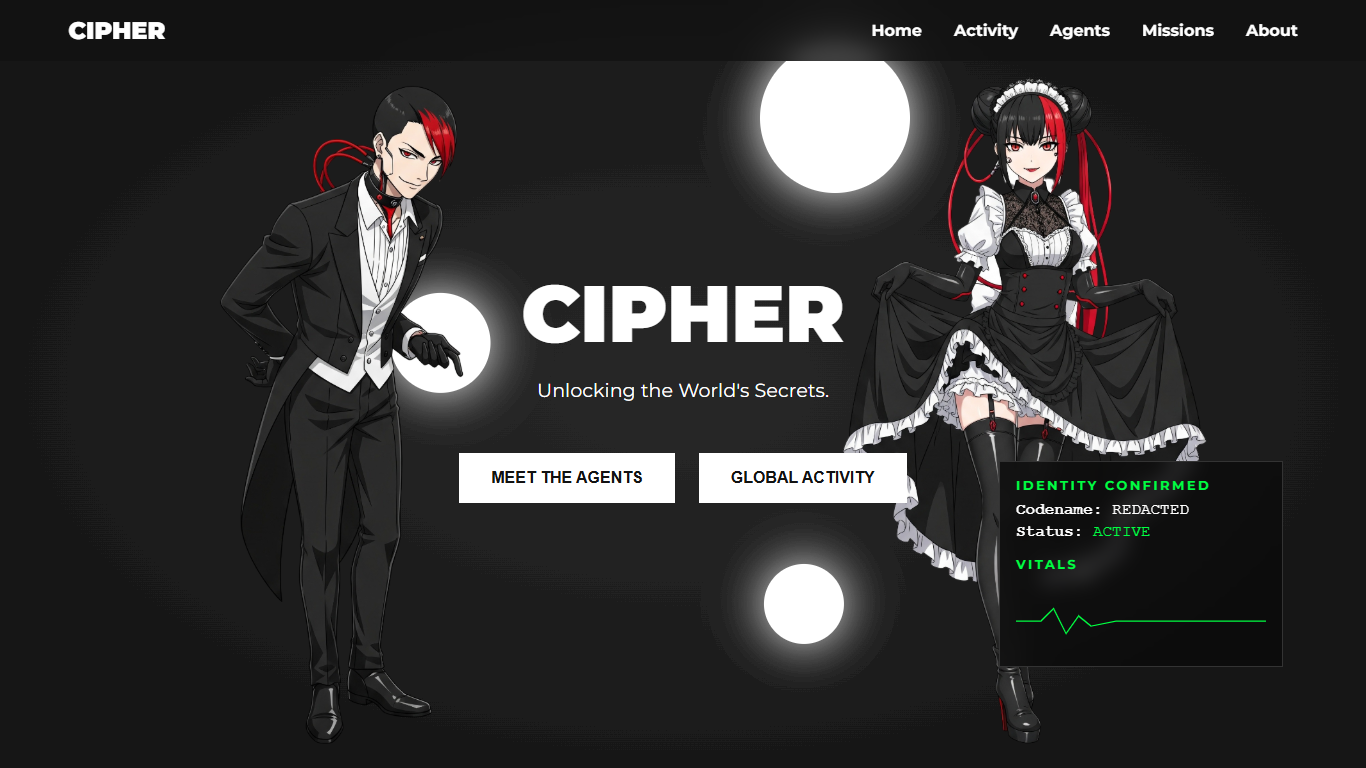 CIPHER
Home Activity Agents Missions About
CIPHER
Unlocking the World's Secrets.
MEET THE AGENTS
GLOBAL ACTIVITY
IDENTITY CONFIRMED
Codename: REDACTED
Status: ACTIVE
VITALS